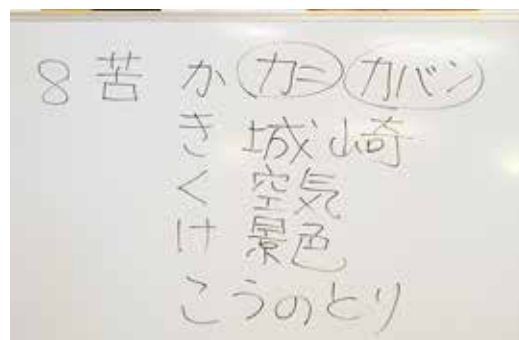 8 苦 か カニ カバン
き 城崎
く 空気
け 景色
こうのとり